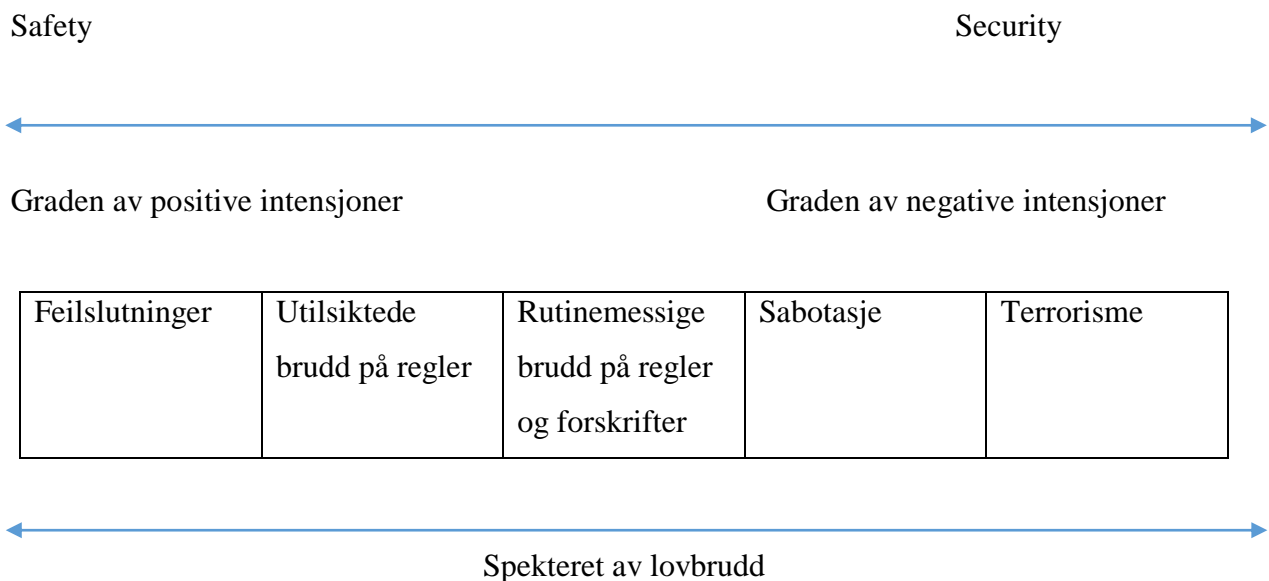 Safety Security
Graden av positive intensjoner Graden av negative intensjoner
Feilslutninger
Utilsiktede
brudd på regler
Rutinemessige
brudd på regler
og forskrifter
Sabotasje
Terrorisme
Spekteret av lovbrudd